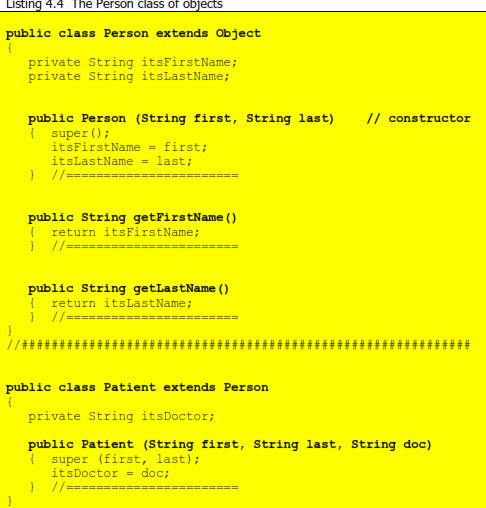 Listing 4.4 The Person class of objects
public class Person extends Object
{
private String itsFirstName;
private String itsLastName;
public Person (String first, String last) // constructor
{ super();
itsFirstName = first;
itsLastName = last;
} //=======================
public String getFirstName()
{ return itsFirstName;
} //=======================
public String getLastName()
{ return itsLastName;
} //=======================
}
//############################################################
public class Patient extends Person
{
private String itsDoctor;
public Patient (String first, String last, String doc)
{ super (first, last);
itsDoctor = doc;
} //=======================
}